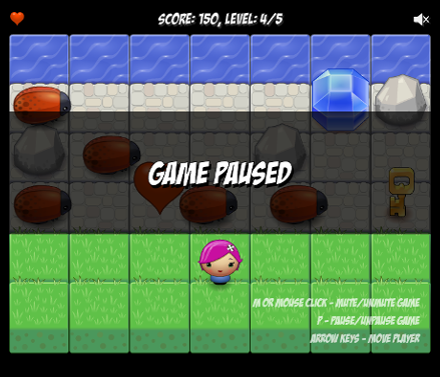 SCORE: 150, LEVEL: 4/5
GAME PAUSED
M OR MOUSE CLICK - MUTE/UNMUTE GAME
P - PAUSE/UNPAUSE GAME
ARROW KEYS - MOVE PLAYER